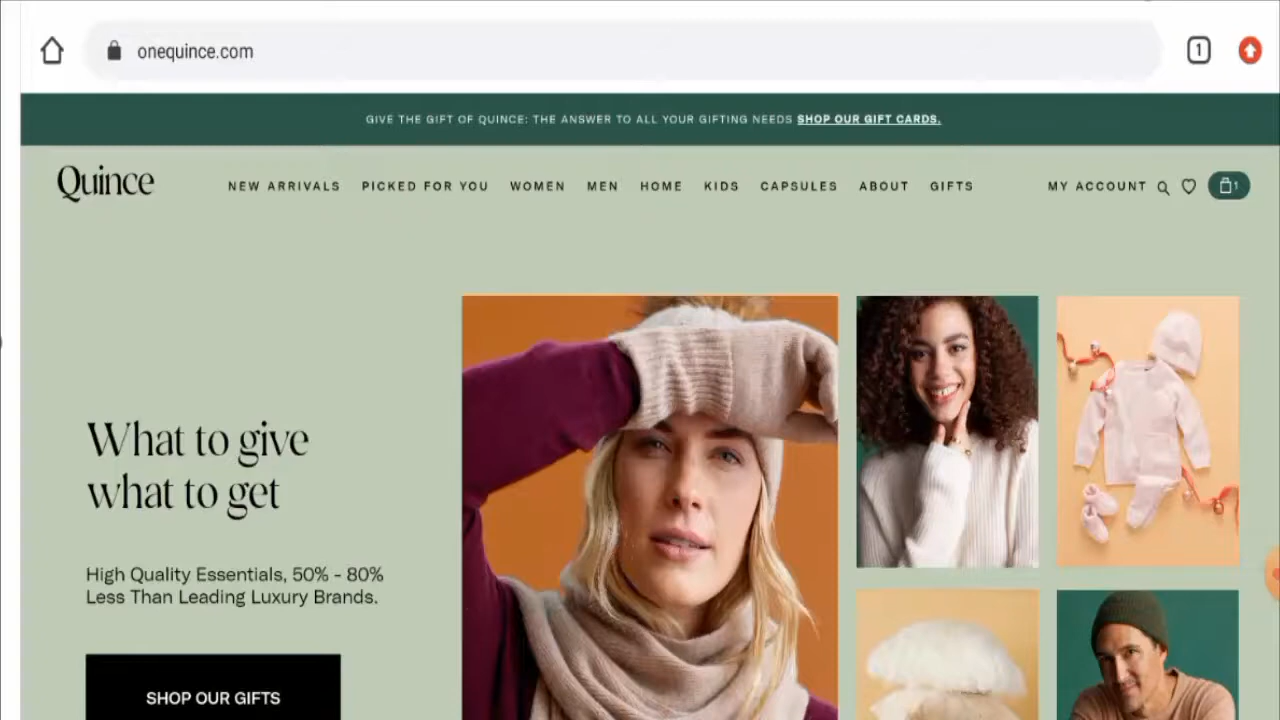 onequince.com
1
GIVE THE GIFT OF QUINCE: THE ANSWER TO ALL YOUR GIFTING NEEDS SHOP OUR GIFT CARDS.
Quince NEW ARRIVALS PICKED FOR YOU WOMEN MEN HOME KIDS CAPSULES ABOUT GIFTS MY ACCOUNT 1
What to give
what to get
High Quality Essentials, 50% - 80%
Less Than Leading Luxury Brands.
SHOP OUR GIFTS